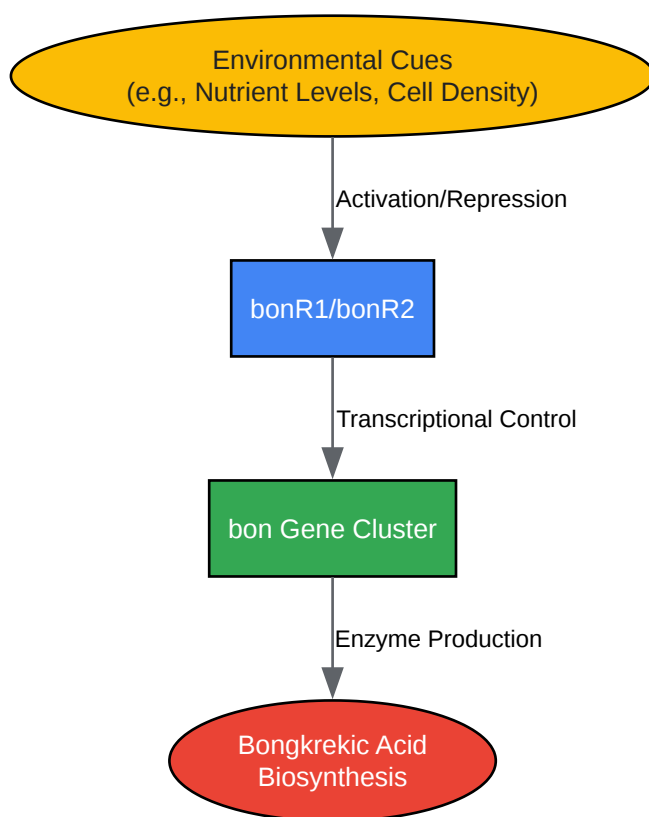 Environmental Cues
(e.g., Nutrient Levels, Cell Density)
Activation/Repression
bonR1/bonR2
Transcriptional Control
bon Gene Cluster
Enzyme Production
Bongkrekic Acid
Biosynthesis